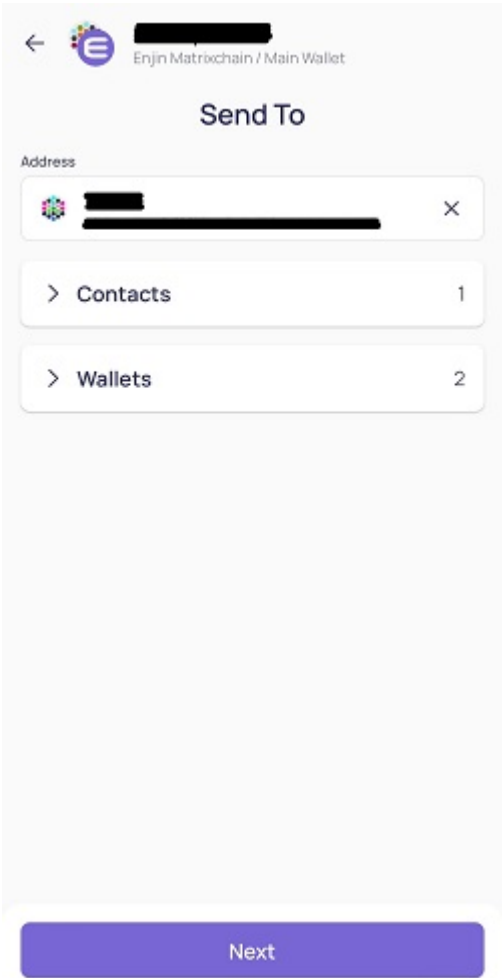 Enjin Matrixchain / Main Wallet
Send To
Address
Contacts 1
Wallets 2
Next